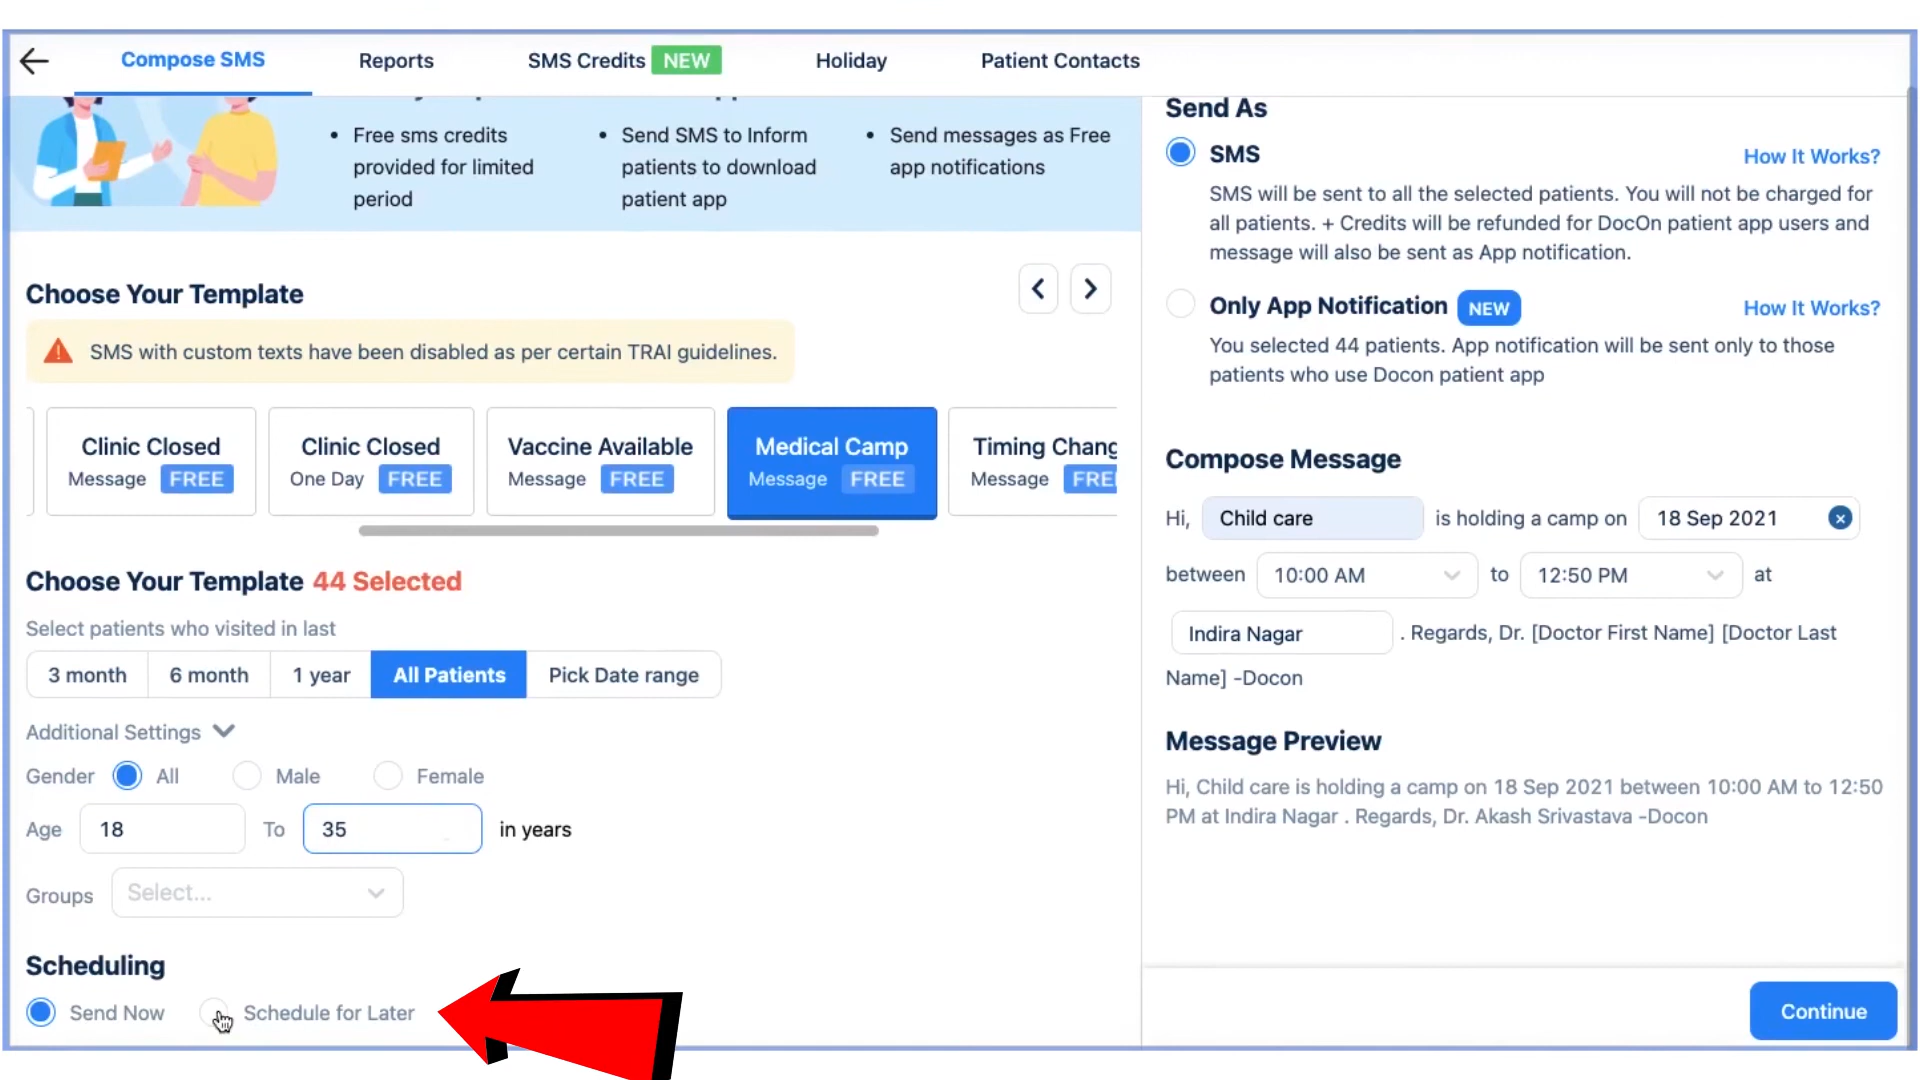 Compose SMS
Reports
SMS Credits NEW
Holiday
Patient Contacts
• Free sms credits
provided for limited
period
• Send SMS to Inform
patients to download
patient app
• Send messages as Free
app notifications
Choose Your Template
SMS with custom texts have been disabled as per certain TRAI guidelines.
Clinic Closed
Message FREE
Clinic Closed
One Day FREE
Vaccine Available
Message FREE
Medical Camp
Message FREE
Timing Chang
Message FREE
Choose Your Template 44 Selected
Select patients who visited in last
3 month
6 month
1 year
All Patients
Pick Date range
Additional Settings
Gender All Male Female
Age 18 To 35 in years
Groups Select...
Scheduling
Send Now Schedule for Later
Send As
SMS How It Works?
SMS will be sent to all the selected patients. You will not be charged for
all patients. + Credits will be refunded for DocOn patient app users and
message will also be sent as App notification.
Only App Notification NEW How It Works?
You selected 44 patients. App notification will be sent only to those
patients who use Docon patient app
Compose Message
Hi, Child care is holding a camp on 18 Sep 2021
between 10:00 AM to 12:50 PM at
Indira Nagar . Regards, Dr. [Doctor First Name] [Doctor Last
Name] -Docon
Message Preview
Hi, Child care is holding a camp on 18 Sep 2021 between 10:00 AM to 12:50
PM at Indira Nagar . Regards, Dr. Akash Srivastava -Docon
Continue